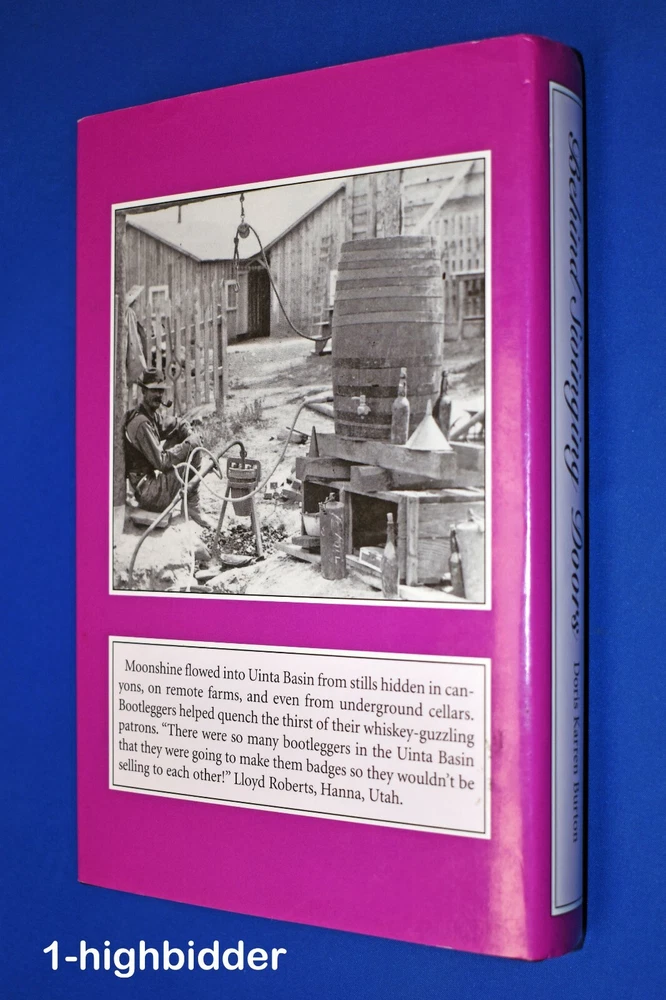 Moonshine flowed into Uinta Basin from stills hidden in can-
yons, on remote farms, and even from underground cellars.
Bootleggers helped quench the thirst of their whiskey-guzzling
patrons. “There were so many bootleggers in the Uinta Basin
that they were going to make them badges so they wouldn’t be
selling to each other!” Lloyd Roberts, Hanna, Utah.
Behind Swinging Doors
Doris Karren Burton
1-highbidder